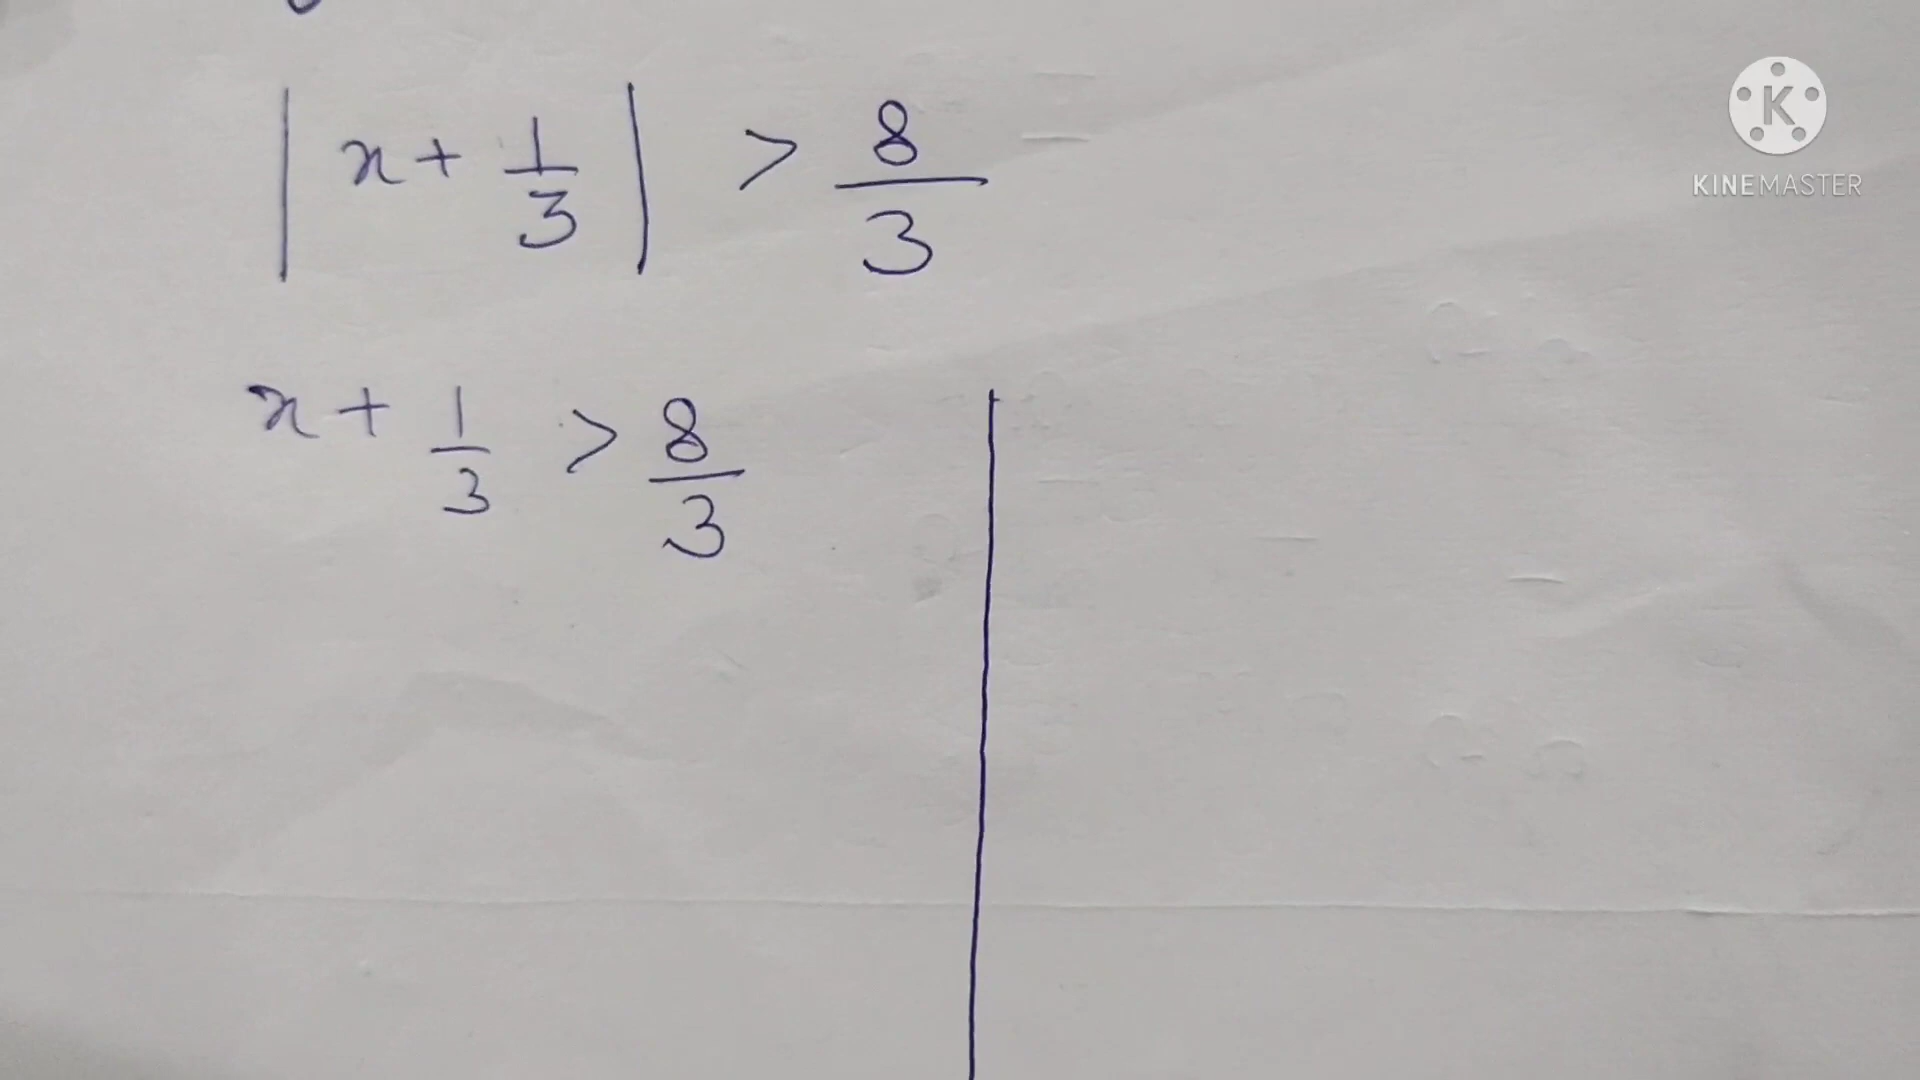 |x + 1/3| > 8/3
x + 1/3 > 8/3
KINEMASTER